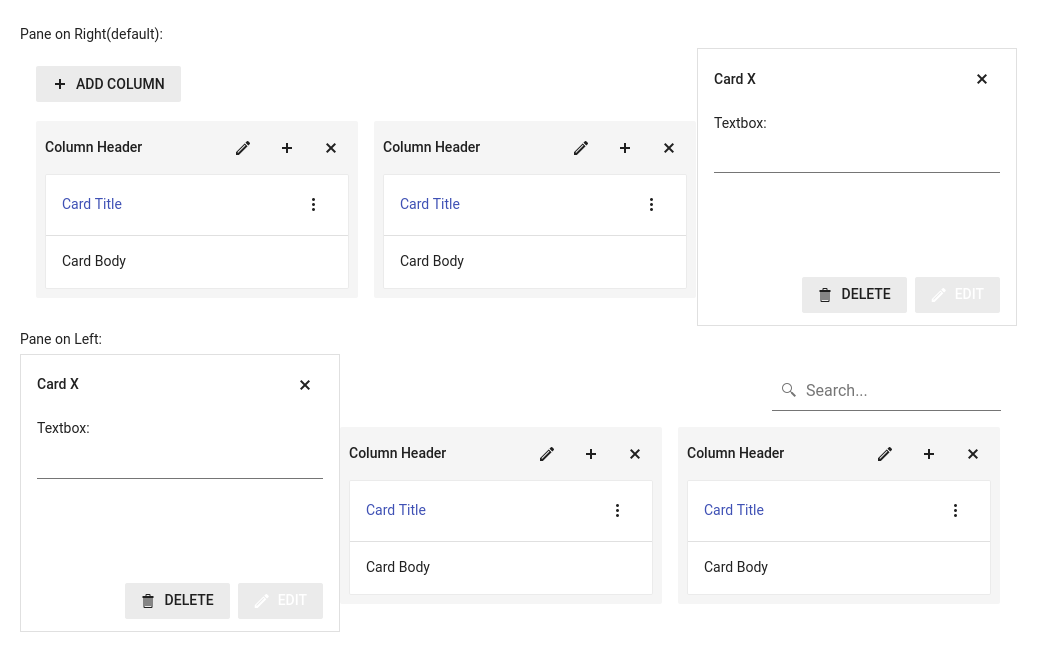 Pane on Right(default):
ADD COLUMN
Card X
Textbox:
Column Header
Column Header
Card Title
Card Title
Card Body
Card Body
DELETE
EDIT
Pane on Left:
Card X
Search...
Textbox:
Column Header
Column Header
Card Title
Card Title
Card Body
Card Body
DELETE
EDIT